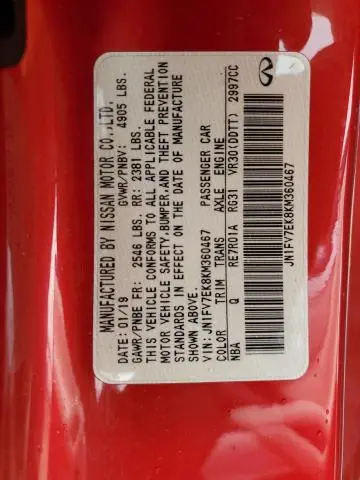 MANUFACTURED BY NISSAN MOTOR CO.,LTD.
DATE: 01/19 GVWR/PNBV: 4905 LBS.
GAWR/PNBE FR: 2546 LBS. RR: 2381 LBS.
THIS VEHICLE CONFORMS TO ALL APPLICABLE FEDERAL
MOTOR VEHICLE SAFETY,BUMPER,AND THEFT PREVENTION
STANDARDS IN EFFECT ON THE DATE OF MANUFACTURE
SHOWN ABOVE.
VIN: JN1FV7EK8KM360467 PASSENGER CAR
COLOR TRIM TRANS AXLE ENGINE
NBA Q RE7R01A RG31 VR30(DDTT) 2997CC
JN1FV7EK8KM360467